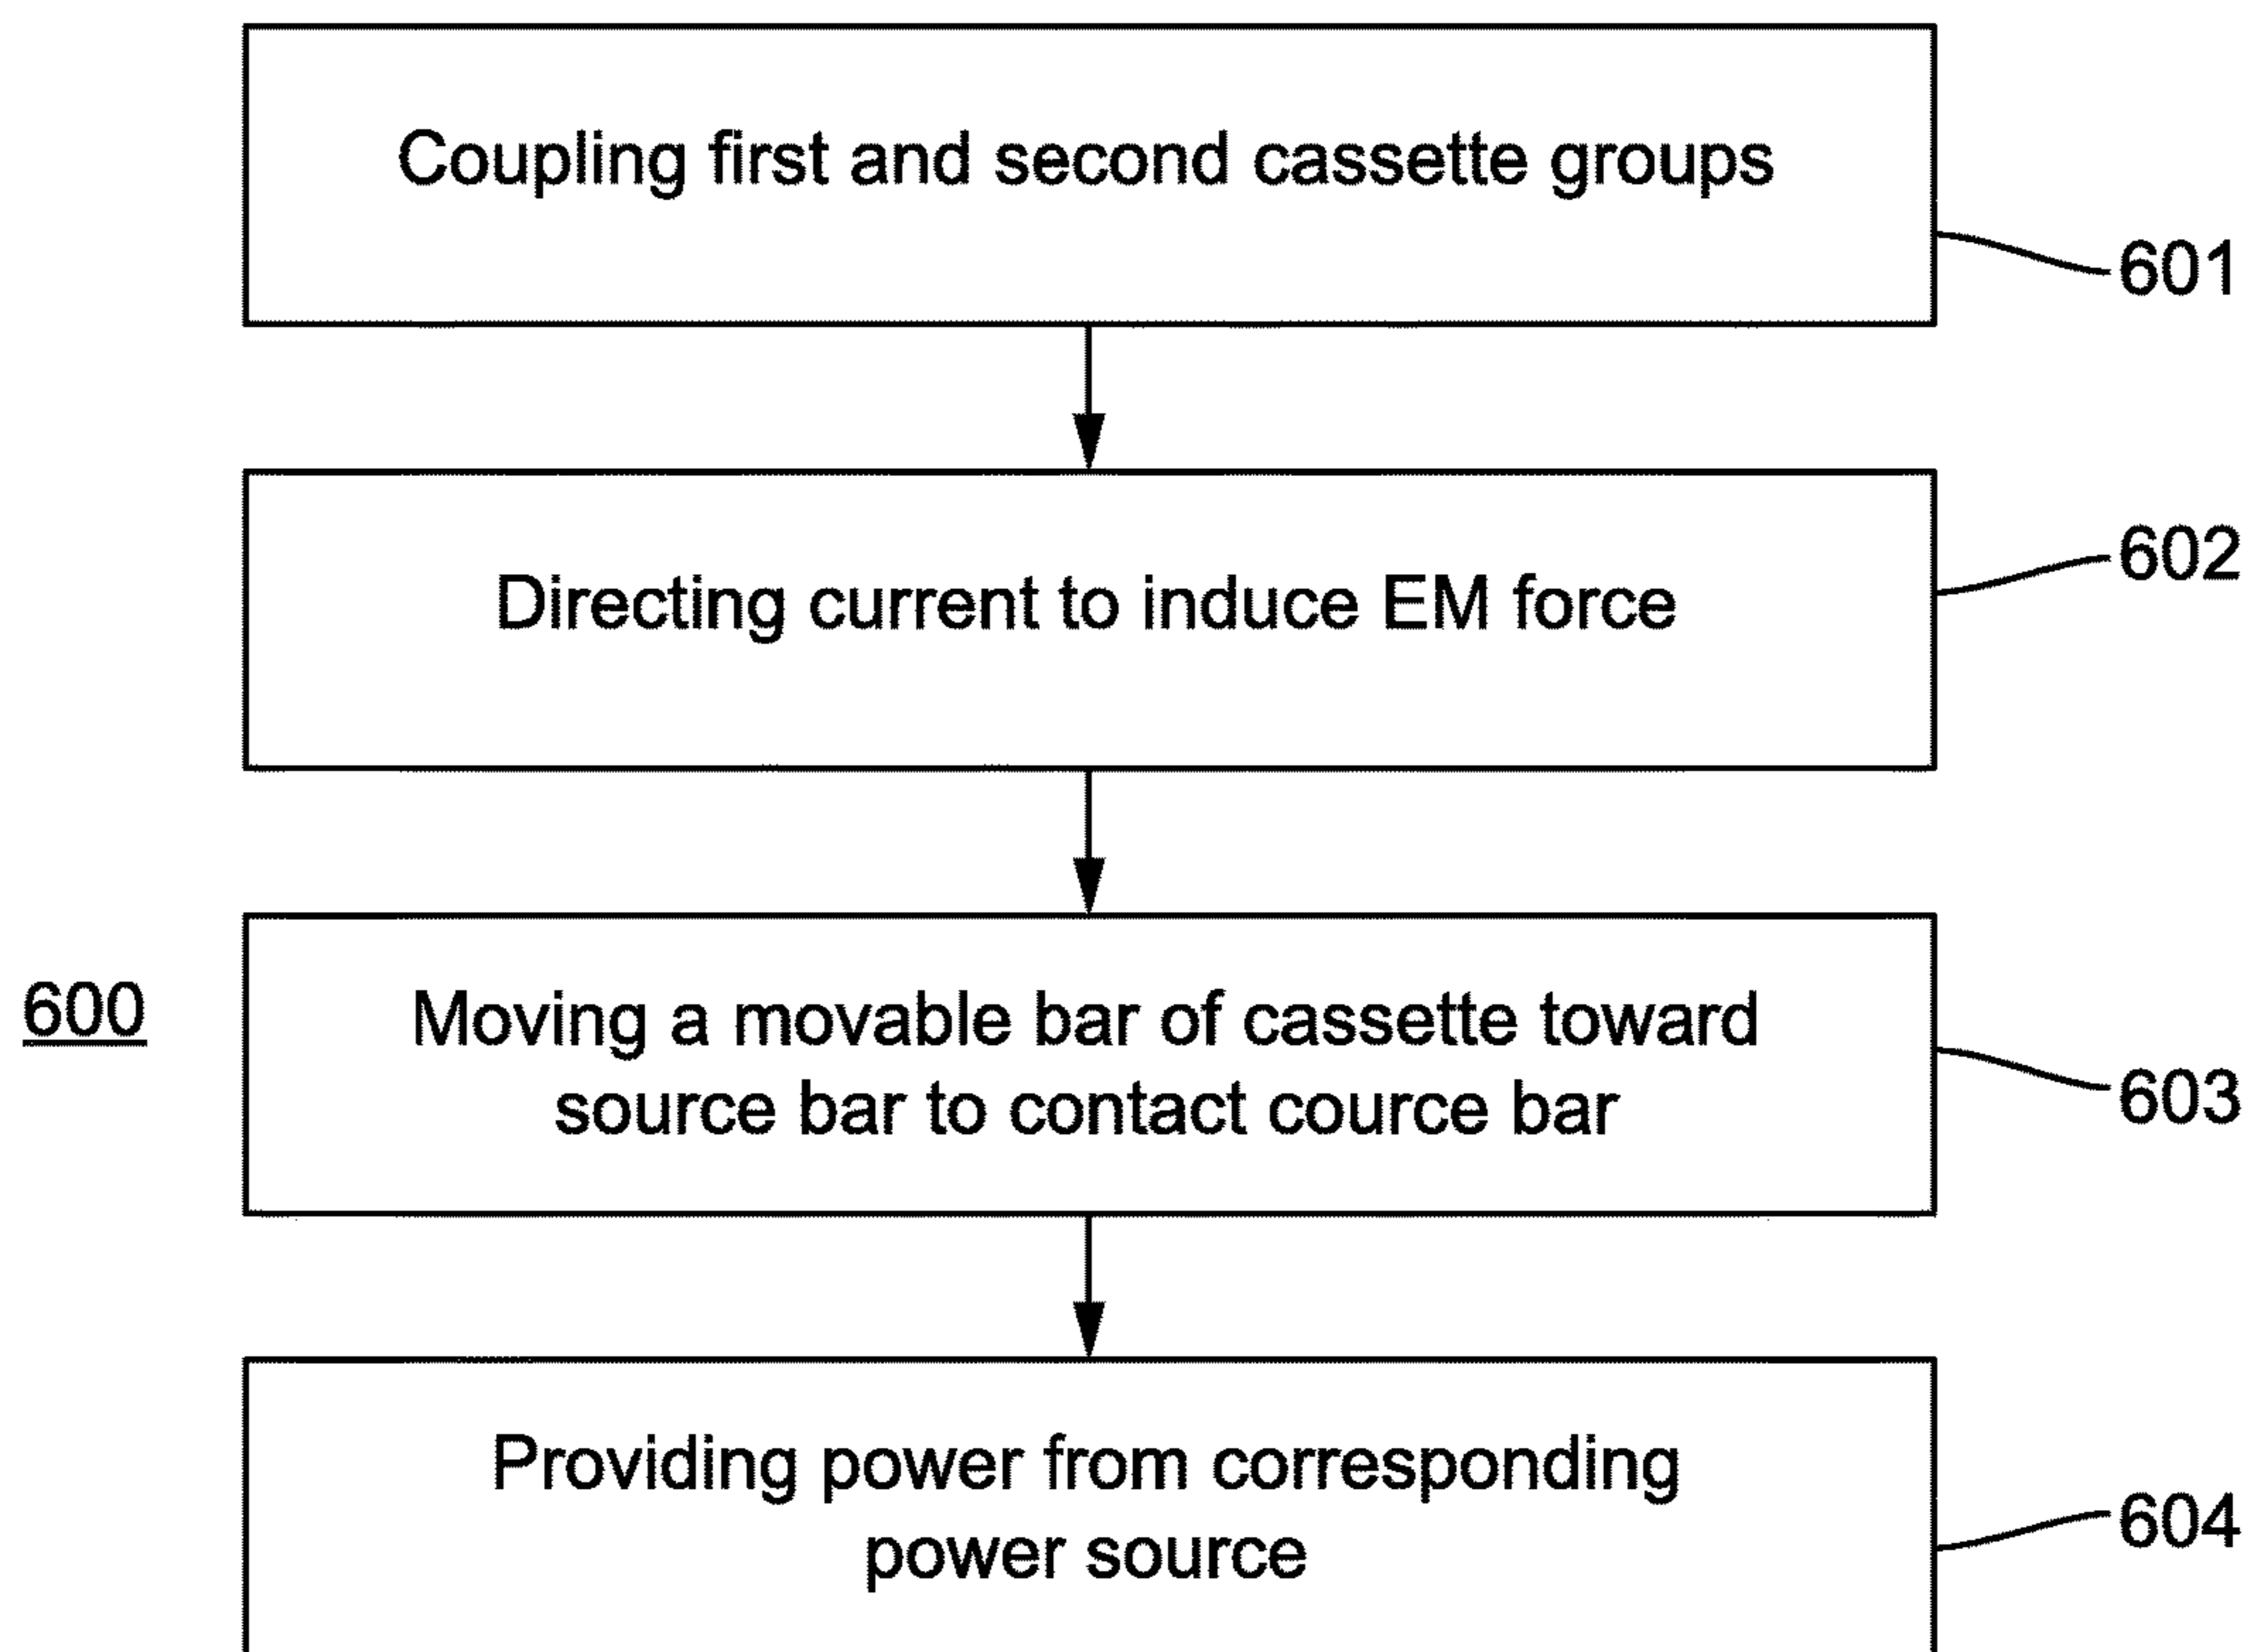 Coupling first and second cassette groups
601
Directing current to induce EM force
602
600
Moving a movable bar of cassette toward
source bar to contact cource bar
603
Providing power from corresponding
power source
604